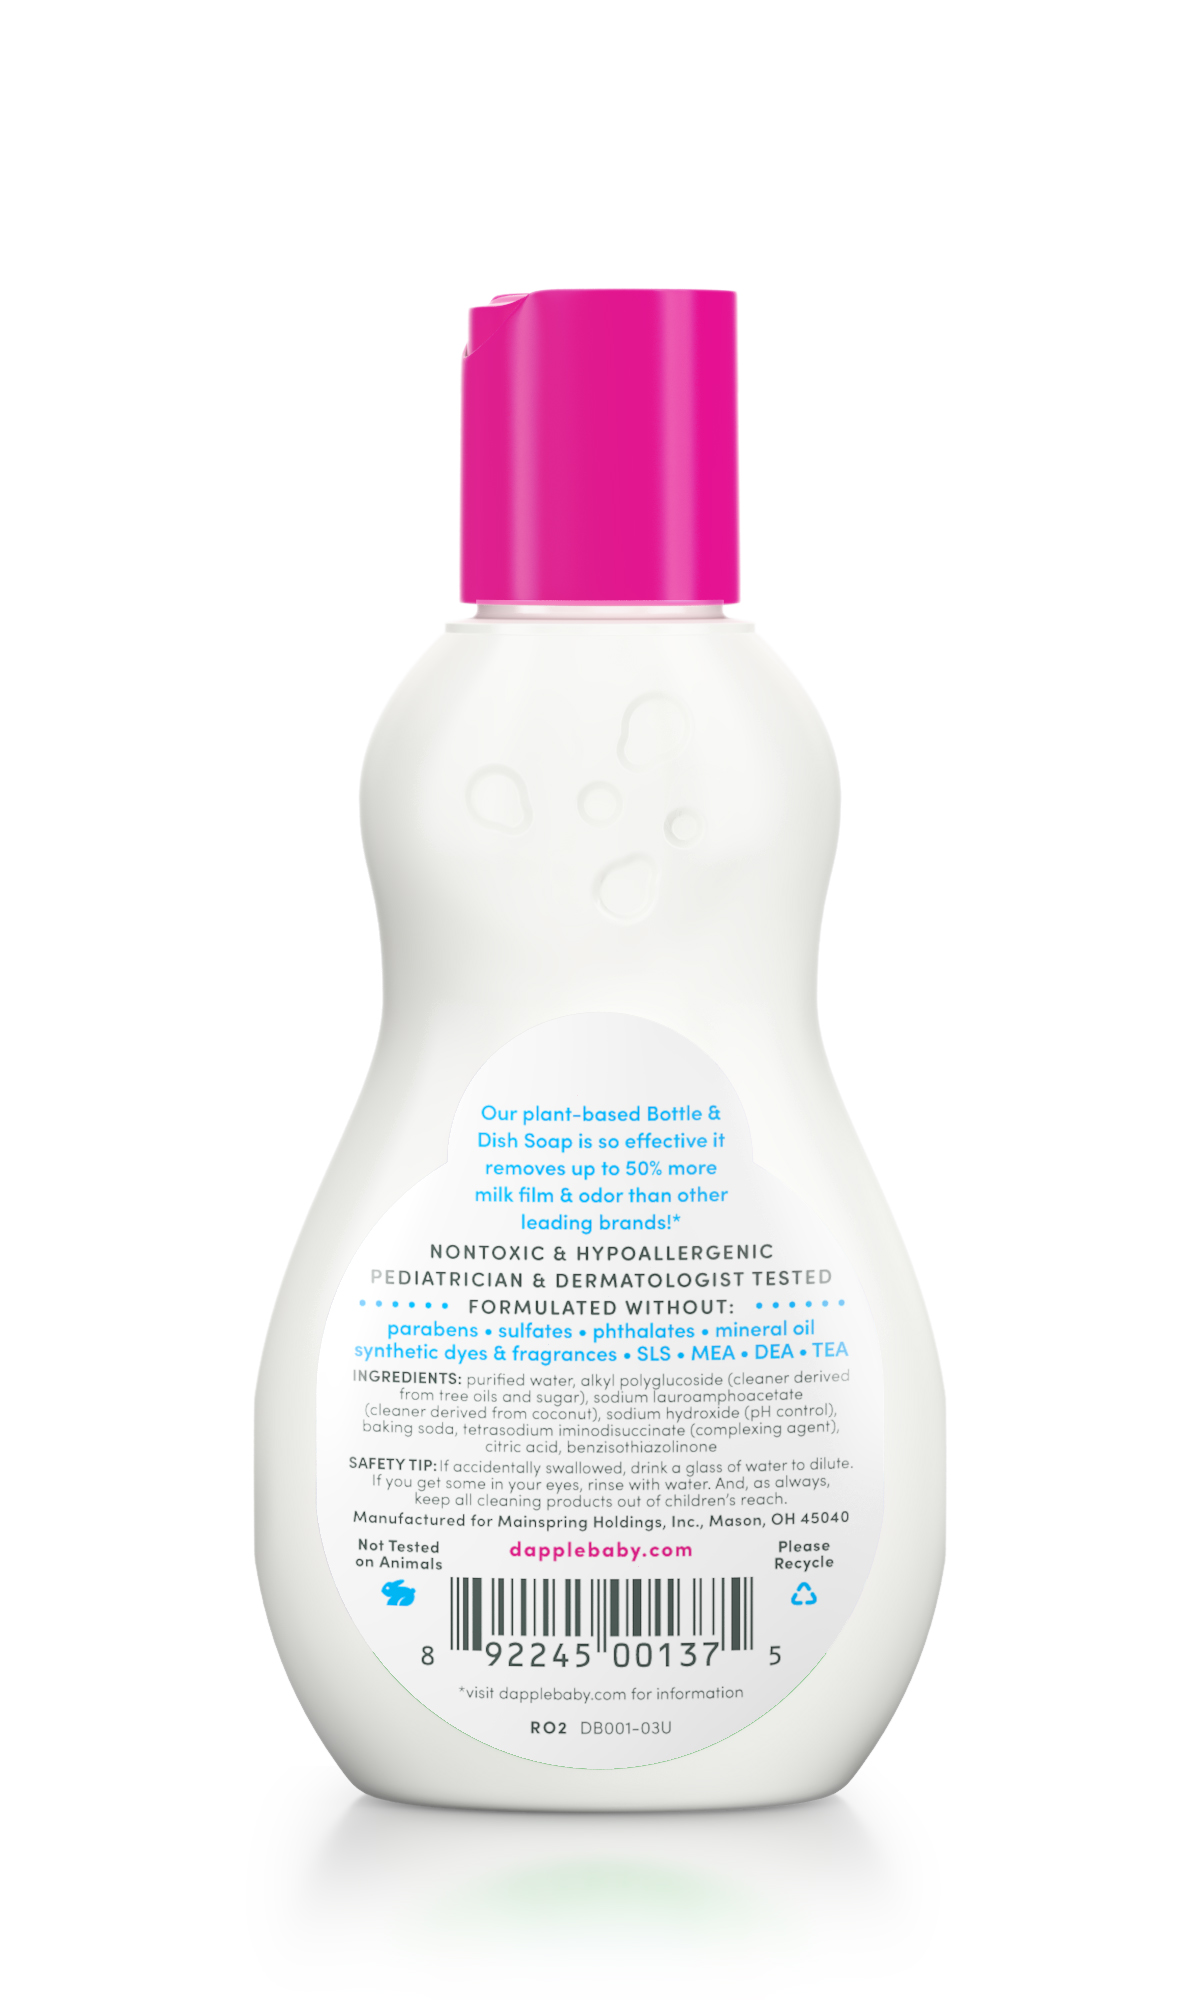 Our plant-based Bottle &
Dish Soap is so effective it
removes up to 50% more
milk film & odor than other
leading brands!*
NONTOXIC & HYPOALLERGENIC
PEDIATRICIAN & DERMATOLOGIST TESTED
• • • • • • FORMULATED WITHOUT: • • • • • •
parabens • sulfates • phthalates • mineral oil
synthetic dyes & fragrances • SLS • MEA • DEA • TEA
INGREDIENTS: purified water, alkyl polyglucoside (cleaner derived
from tree oils and sugar), sodium lauroamphoacetate
(cleaner derived from coconut), sodium hydroxide (pH control),
baking soda, tetrasodium iminodisuccinate (complexing agent),
citric acid, benzisothiazolinone
SAFETY TIP: If accidentally swallowed, drink a glass of water to dilute.
If you get some in your eyes, rinse with water. And, as always,
keep all cleaning products out of children's reach.
Manufactured for Mainspring Holdings, Inc., Mason, OH 45040
Not Tested
on Animals
dapplebaby.com
Please
Recycle
8 92245 00137 5
*visit dapplebaby.com for information
RO2 DB001-03U